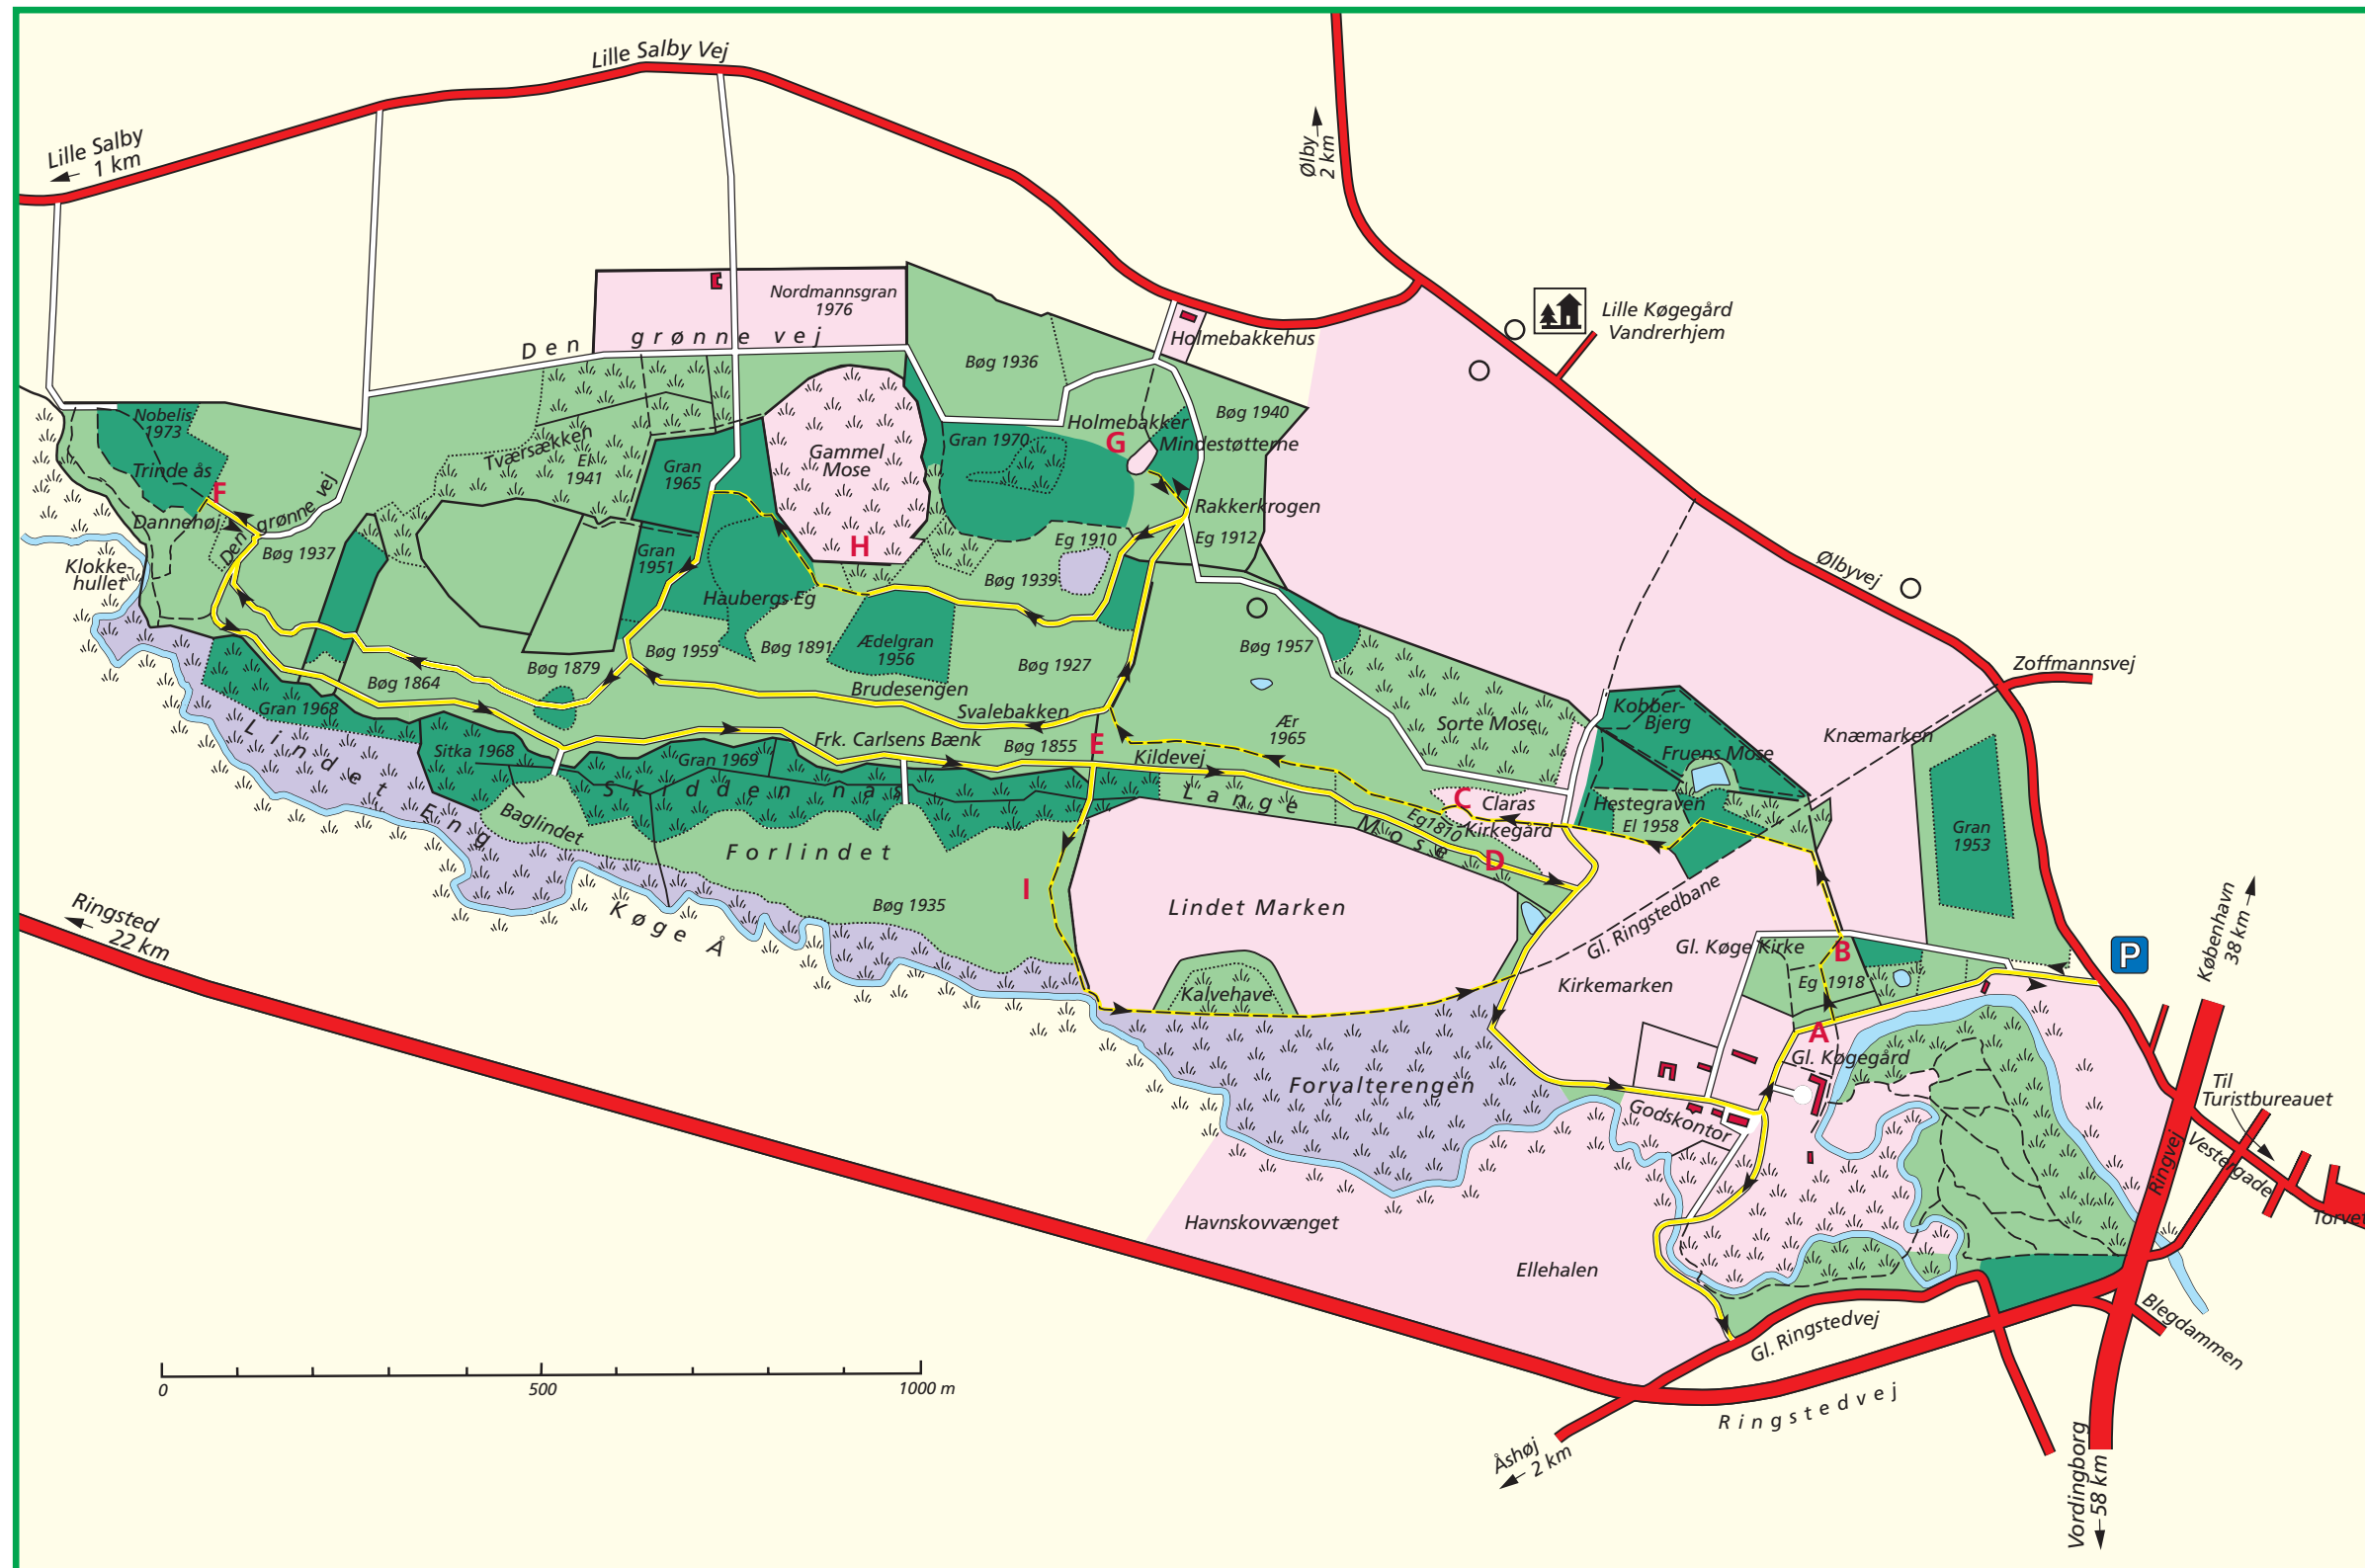 Lille Salby Vej
Lille Salby
1 km
Ølby
2 km
Nordmannsgran
1976
Lille Køgegård
Vandrerhjem
Holmebakkehus
Den grønne vej
Bøg 1936
Bøg 1940
Nobelis
1973
Holmebakker
G
Mindestøtterne
Gran 1970
Tværsækken
El
1941
Gran
1965
Gammel
Mose
Trinde ås
F
Dannehøj
Den grønne vej
Bøg 1937
Rakkerkrogen
Eg 1912
Eg 1910
H
Gran
1951
Klokke-
hullet
Bøg 1939
Haubergs Eg
Ølbyvej
Bøg 1959
Bøg 1891
Ædelgran
1956
Bøg 1927
Bøg 1957
Zoffmannsvej
Bøg 1864
Bøg 1879
Brudesengen
Svalebakken
Gran 1968
Sorte Mose
Ær
1965
Kobber-
Bjerg
Knæmarken
Fruens Mose
Frk. Carlsens Bænk
Bøg 1855
E
Kildevej
Sitka 1968
Gran 1969
Lindet Eng
Skidden næs
Lange Mose
C
Claras
Kirkegård
Eg1810
Hestegraven
El 1958
Baglindet
Forlindet
D
Gran
1953
I
Bøg 1935
Lindet Marken
Gl. Ringstedbane
Køge Å
Ringsted
22 km
Gl. Køge Kirke
B
P
København
38 km
Kalvehave
Kirkemarken
Eg 1918
A
Gl. Køgegård
Forvalterengen
Godskontor
Til
Turistbureauet
Vestergade
Ringvej
Torvet
Havnskovvænget
Ellehalen
Gl. Ringstedvej
Blegdammen
Ringstedvej
0
500
1000 m
Åshøj
2 km
Vordingborg
58 km